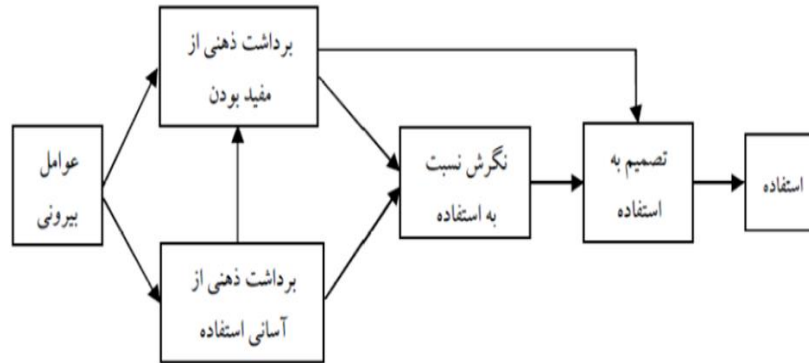 برداشت ذهنی از
مفید بودن
عوامل
بیرونی
نگرش نسبت
به استفاده
تصمیم به
استفاده
استفاده
برداشت ذهنی از
آسانی استفاده